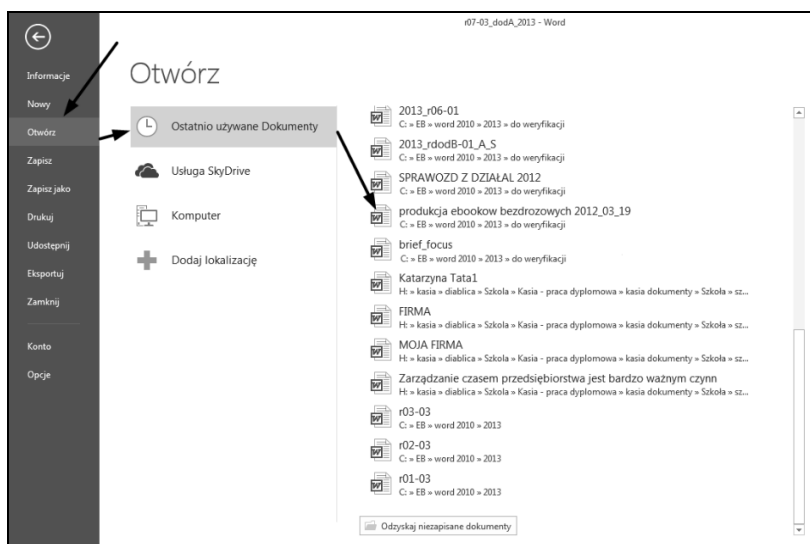 r07-03_dodA_2013 - Word
Informacje
Nowy
Otwórz
Zapisz
Zapisz jako
Drukuj
Udostępnij
Eksportuj
Zamknij
Konto
Opcje
Otwórz
Ostatnio używane Dokumenty
Usługa SkyDrive
Komputer
Dodaj lokalizację
2013_r06-01
C: » EB » word 2010 » 2013 » do weryfikacji
2013_rdodB-01_A_S
C: » EB » word 2010 » 2013 » do weryfikacji
SPRAWOZD Z DZIAŁAL 2012
C: » EB » word 2010 » 2013 » do weryfikacji
produkcja ebookow bezdrozowych 2012_03_19
C: » EB » word 2010 » 2013 » do weryfikacji
brief_focus
C: » EB » word 2010 » 2013 » do weryfikacji
Katarzyna Tata1
H: » kasia » diablica » Szkoła » Kasia - praca dyplomowa » kasia dokumenty » Szkoła » sz...
FIRMA
H: » kasia » diablica » Szkoła » Kasia - praca dyplomowa » kasia dokumenty » Szkoła » sz...
MOJA FIRMA
H: » kasia » diablica » Szkoła » Kasia - praca dyplomowa » kasia dokumenty » Szkoła » sz...
Zarządzanie czasem przedsiębiorstwa jest bardzo ważnym czynn
H: » kasia » diablica » Szkoła » Kasia - praca dyplomowa » kasia dokumenty » Szkoła » sz...
r03-03
C: » EB » word 2010 » 2013
r02-03
C: » EB » word 2010 » 2013
r01-03
C: » EB » word 2010 » 2013
Odzyskaj niezapisane dokumenty